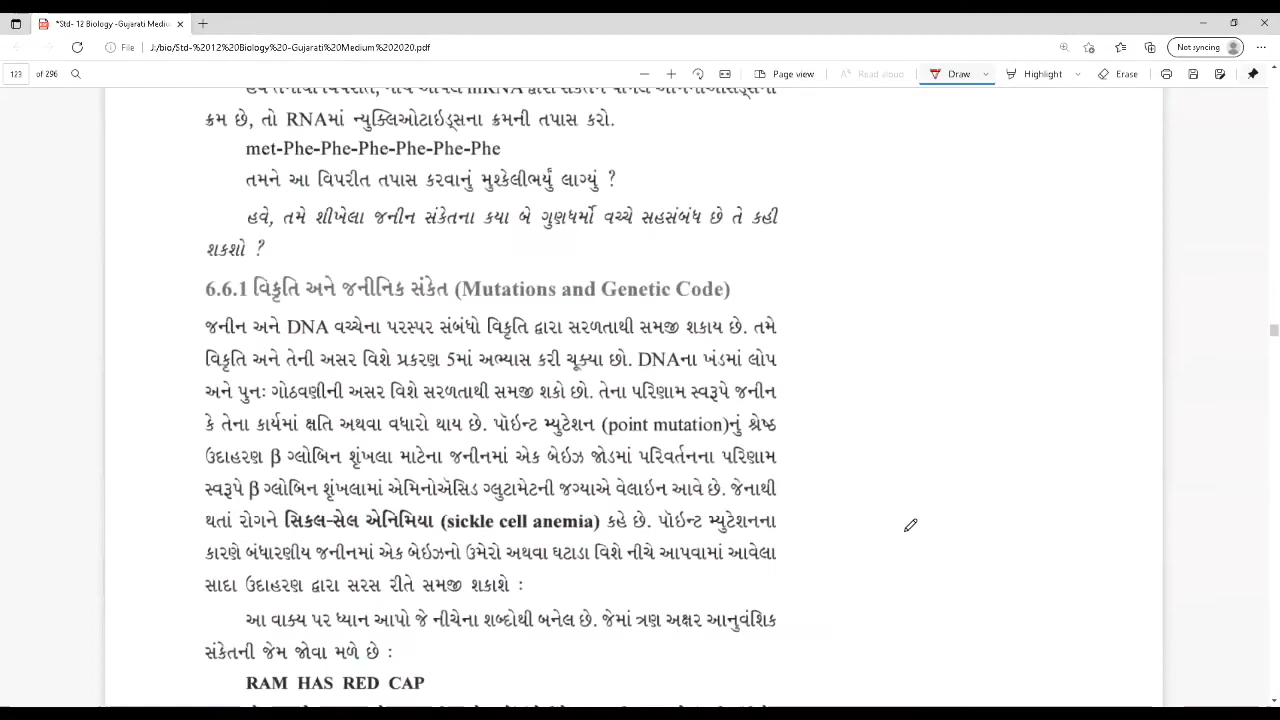 *Std- 12 Biology -Gujarati Mediu
File J:/bio/Std-%2012%20Biology%20-Gujarati%20Medium%202020.pdf Not syncing
123 of 296 Page view Read aloud Draw Highlight Erase
ક્રમ છે, તો RNAમાં ન્યુક્લિઓટાઇડ્સના ક્રમની તપાસ કરો.
met-Phe-Phe-Phe-Phe-Phe-Phe
તમને આ વિપરીત તપાસ કરવાનું મુશ્કેલીભર્યું લાગ્યું ?
હવે, તમે શીખેલા જનીન સંકેતના કયા બે ગુણધર્મો વચ્ચે સહસંબંધ છે તે કહી
શકશો ?
6.6.1 વિકૃતિ અને જનીનિક સંકેત (Mutations and Genetic Code)
જનીન અને DNA વચ્ચેના પરસ્પર સંબંધો વિકૃતિ દ્વારા સરળતાથી સમજી શકાય છે. તમે
વિકૃતિ અને તેની અસર વિશે પ્રકરણ 5માં અભ્યાસ કરી ચૂક્યા છો. DNAના ખંડમાં લોપ
અને પુનઃ ગોઠવણીની અસર વિશે સરળતાથી સમજી શકો છો. તેના પરિણામ સ્વરૂપે જનીન
કે તેના કાર્યમાં ક્ષતિ અથવા વધારો થાય છે. પૉઇન્ટ મ્યુટેશન (point mutation)નું શ્રેષ્ઠ
ઉદાહરણ β ગ્લોબિન શૃંખલા માટેના જનીનમાં એક બેઇઝ જોડમાં પરિવર્તનના પરિણામ
સ્વરૂપે β ગ્લોબિન શૃંખલામાં એમિનોઍસિડ ગ્લુટામેટની જગ્યાએ વેલાઇન આવે છે. જેનાથી
થતાં રોગને સિકલ-સેલ એનિમિયા (sickle cell anemia) કહે છે. પૉઇન્ટ મ્યુટેશનના
કારણે બંધારણીય જનીનમાં એક બેઇઝનો ઉમેરો અથવા ઘટાડા વિશે નીચે આપવામાં આવેલા
સાદા ઉદાહરણ દ્વારા સરસ રીતે સમજી શકાશે :
આ વાક્ય પર ધ્યાન આપો જે નીચેના શબ્દોથી બનેલ છે. જેમાં ત્રણ અક્ષર આનુવંશિક
સંકેતની જેમ જોવા મળે છે :
RAM HAS RED CAP